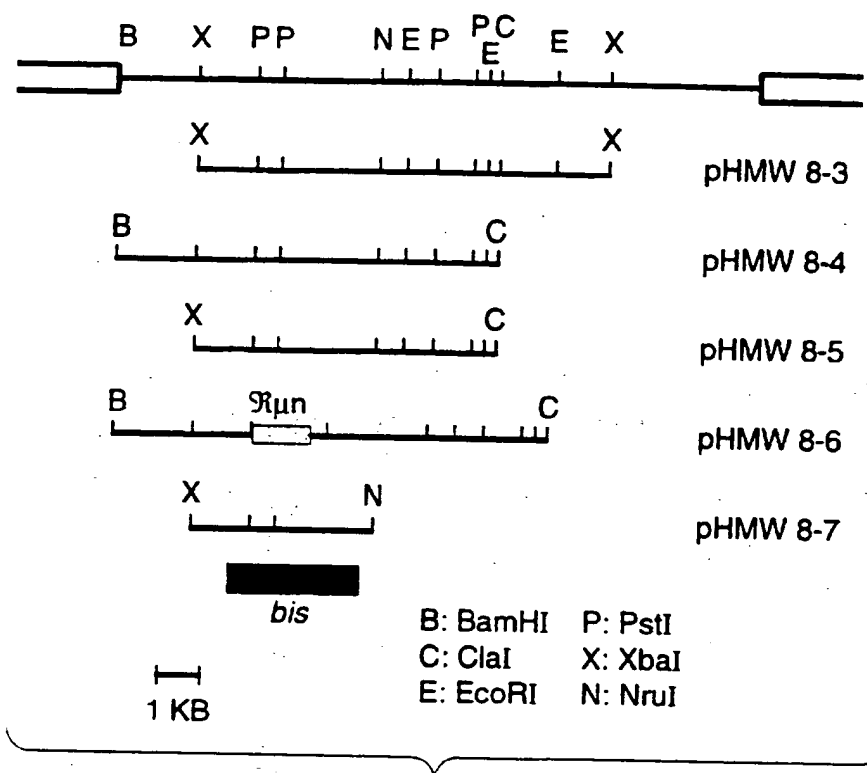 B X P P N E P P E C E X
X X
pHMW 8-3
B C
pHMW 8-4
X C
pHMW 8-5
B ℜμn C
pHMW 8-6
X N
pHMW 8-7
bis
B: BamHI P: PstI
C: ClaI X: XbaI
E: EcoRI N: NruI
1 KB